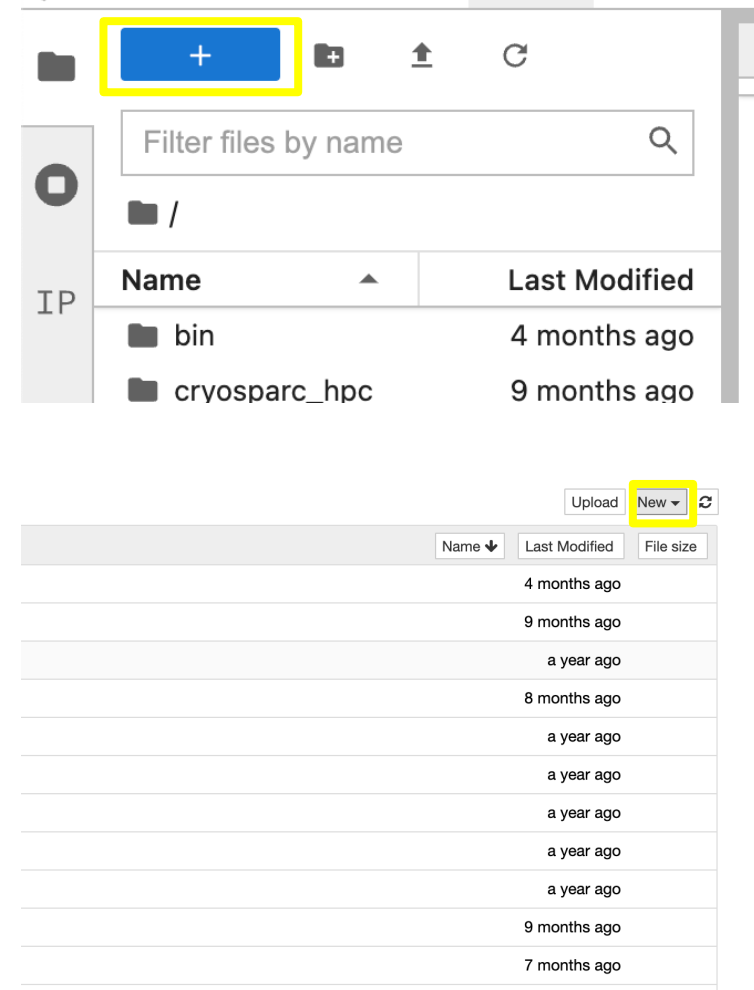 +
Filter files by name
/
Name Last Modified
IP
bin 4 months ago
cryosparc_hpc 9 months ago
Upload New
Name Last Modified File size
4 months ago
9 months ago
a year ago
8 months ago
a year ago
a year ago
a year ago
a year ago
a year ago
9 months ago
7 months ago